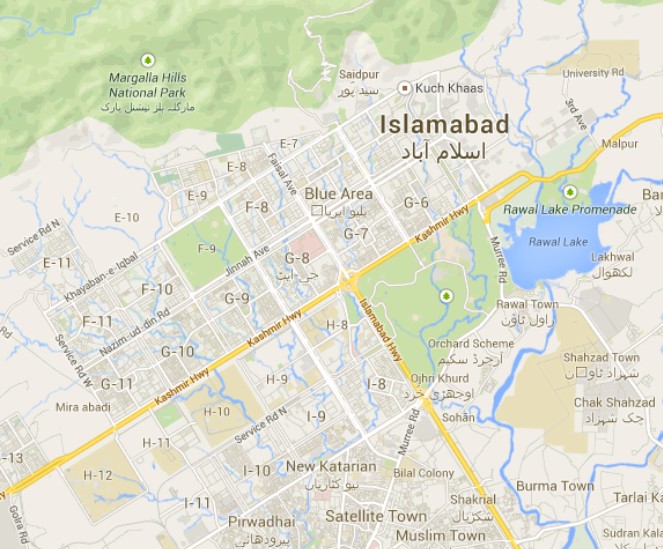 Saidpur
سید پور
University Rd
Margalla Hills
National Park
مارگلہ ہلز نیشنل پارک
Kuch Khaas
3rd Ave
Islamabad
اسلام آباد
E-7
Malpur
E-8
Faisal Ave
Blue Area
E-9
F-8
G-6
Rawal Lake Promenade
E-10
Kashmir Hwy
Service Rd N
G-7
F-9
Rawal Lake
Murree Rd
G-8
جی-ایٹ
Lakhwal
لکھوال
E-11
Khayaban-e-Iqbal
Jinnah Ave
F-10
G-9
Rawal Town
راول ٹاؤن
F-11
Nazim-ud-din Rd
Kashmir Hwy
H-8
Islamabad Hwy
Orchard Scheme
آرچرڈ سکیم
G-10
Service Rd W
Shahzad Town
G-11
Kashmir Hwy
H-9
I-8
Ojhri Khurd
اوجھڑی خرد
Chak Shahzad
چک شہزاد
Mira abadi
H-10
Service Rd N
I-9
Sohân
H-11
Murree Rd
-13
H-12
I-10
New Katarian
نیو کٹاریاں
Bilal Colony
Burma Town
I-11
Shakrial
سکڑیال
Tarlai Ka
Golra Rd
Pirwadhai
پیرودھائی
Satellite Town
Muslim Town
Sudran Kala